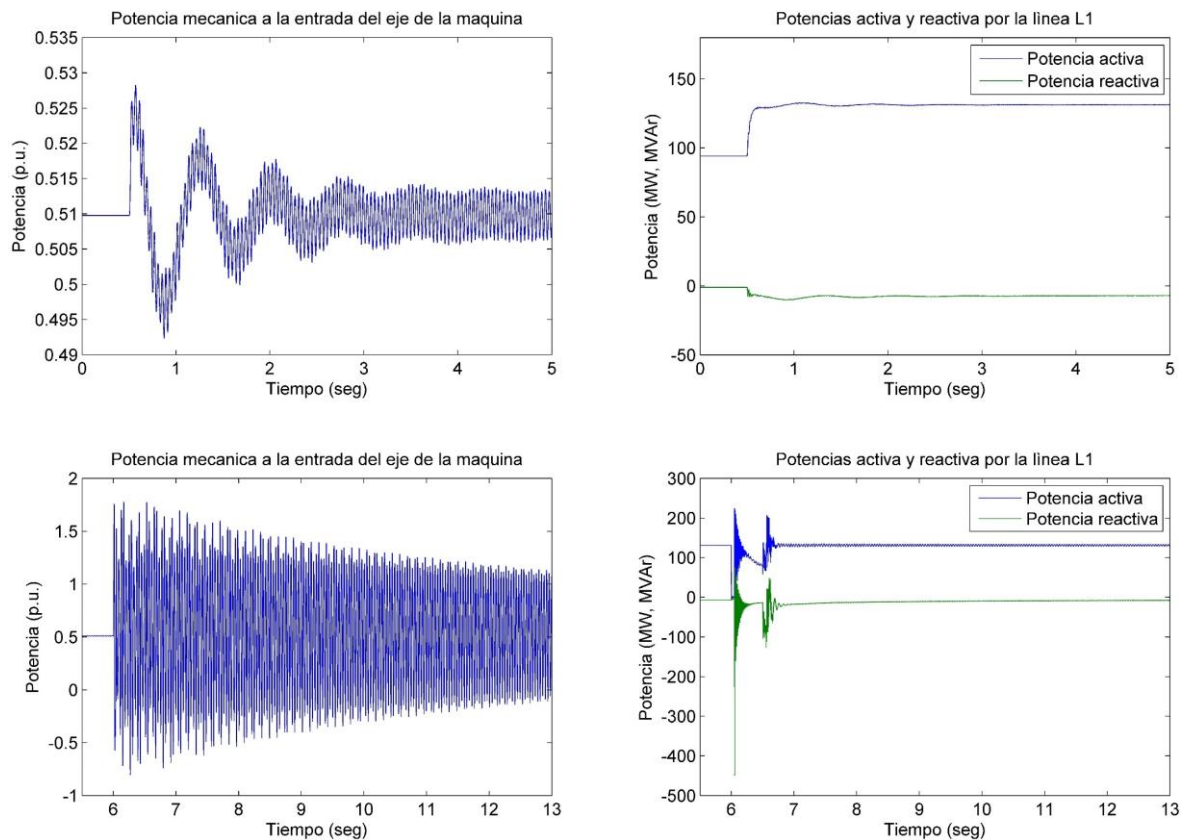 Potencia mecanica a la entrada del eje de la maquina
0.535
0.53
0.525
0.52
0.515
0.51
0.505
0.5
0.495
0.49
Potencia (p.u.)
0 1 2 3 4 5
Tiempo (seg)
Potencias activa y reactiva por la lìnea L1
Potencia activa
Potencia reactiva
150
100
50
0
-50
Potencia (MW, MVAr)
0 1 2 3 4 5
Tiempo (seg)
Potencia mecanica a la entrada del eje de la maquina
2
1.5
1
0.5
0
-0.5
-1
Potencia (p.u.)
6 7 8 9 10 11 12 13
Tiempo (seg)
Potencias activa y reactiva por la lìnea L1
Potencia activa
Potencia reactiva
300
200
100
0
-100
-200
-300
-400
-500
Potencia (MW, MVAr)
6 7 8 9 10 11 12 13
Tiempo (seg)